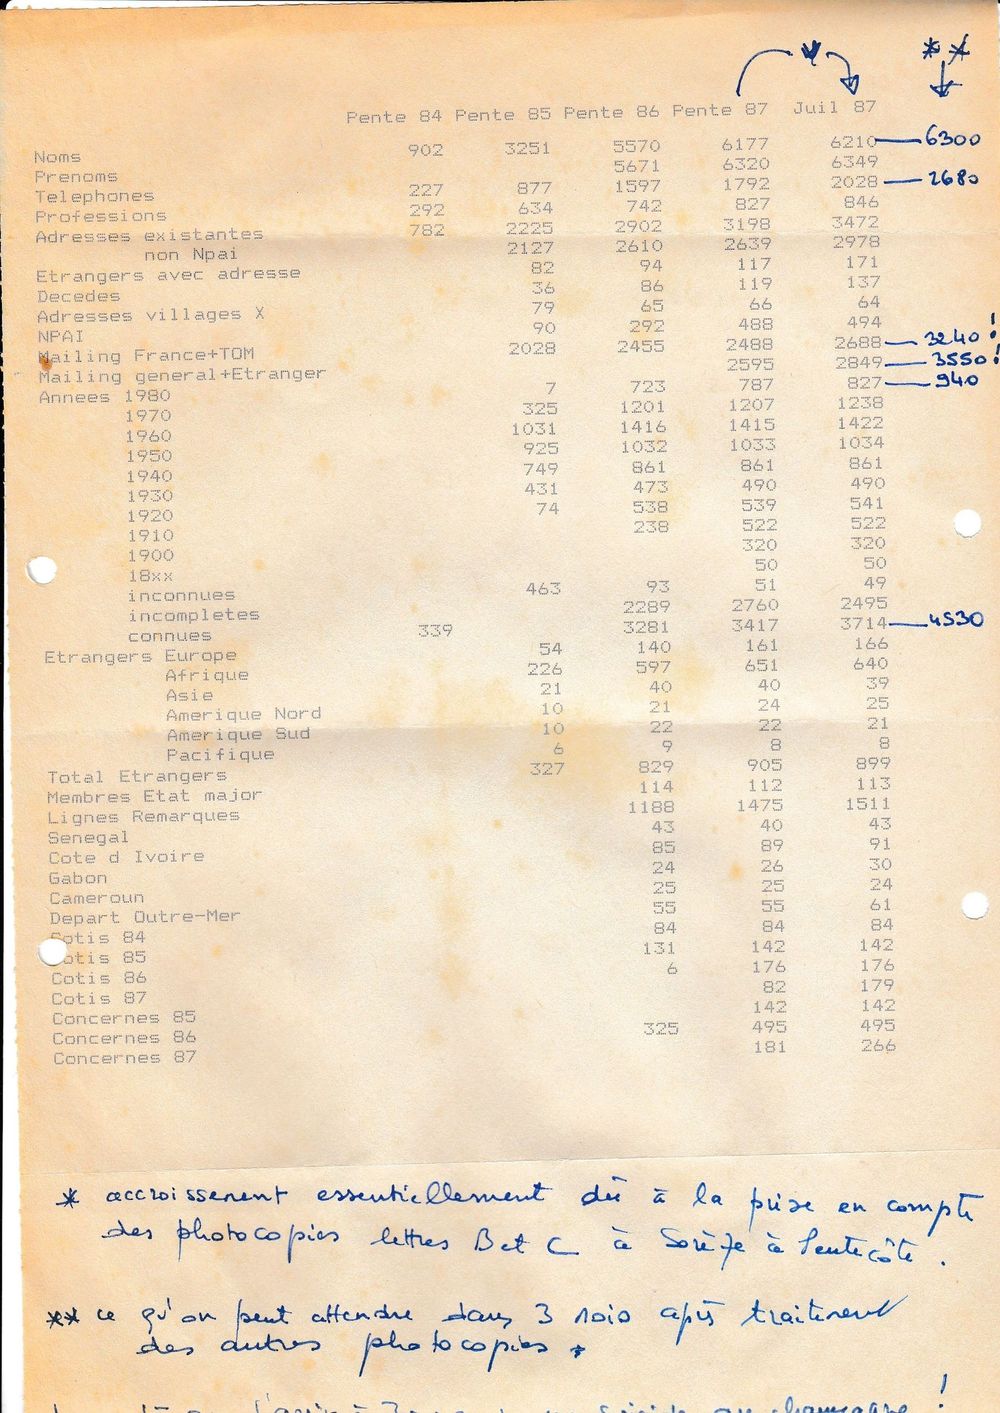 * **
Pente 84 Pente 85 Pente 86 Pente 87 Juil 87
Noms 902 3251 5570 6177 6210 — 6300
Prenoms 5671 6320 6349
Telephones 227 877 1597 1792 2028 — 2680
Professions 292 634 742 827 846
Adresses existantes 782 2225 2902 3198 3472
non Npai 2127 2610 2639 2978
Etrangers avec adresse 82 94 117 171
Decedes 36 86 119 137
Adresses villages X 79 65 66 64
NPAI 90 292 488 494
Mailing France+TOM 2028 2455 2488 2688 — 3240 !
Mailing general+Etranger 2595 2849 — 3550 !
Annees 1980 7 723 787 827 — 940
1970 325 1201 1207 1238
1960 1031 1416 1415 1422
1950 925 1032 1033 1034
1940 749 861 861 861
1930 431 473 490 490
1920 74 538 539 541
1910 238 522 522
1900 320 320
18xx 50 50
inconnues 463 93 51 49
incompletes 2289 2760 2495
connues 339 3281 3417 3714 — 4530
Etrangers Europe 54 140 161 166
Afrique 226 597 651 640
Asie 21 40 40 39
Amerique Nord 10 21 24 25
Amerique Sud 10 22 22 21
Pacifique 6 9 8 8
Total Etrangers 327 829 905 899
Membres Etat major 114 112 113
Lignes Remarques 1188 1475 1511
Senegal 43 40 43
Cote d Ivoire 85 89 91
Gabon 24 26 30
Cameroun 25 25 24
Depart Outre-Mer 55 55 61
Cotis 84 84 84 84
Cotis 85 131 142 142
Cotis 86 6 176 176
Cotis 87 82 179
Concernes 85 142 142
Concernes 86 325 495 495
Concernes 87 181 266
* accroissement essentiellement dû à la prise en compte
des photocopies lettres B et C à Sorèze à Pentecôte.
** ce qu'on peut attendre dans 3 mois après traitement
des autres photocopies.